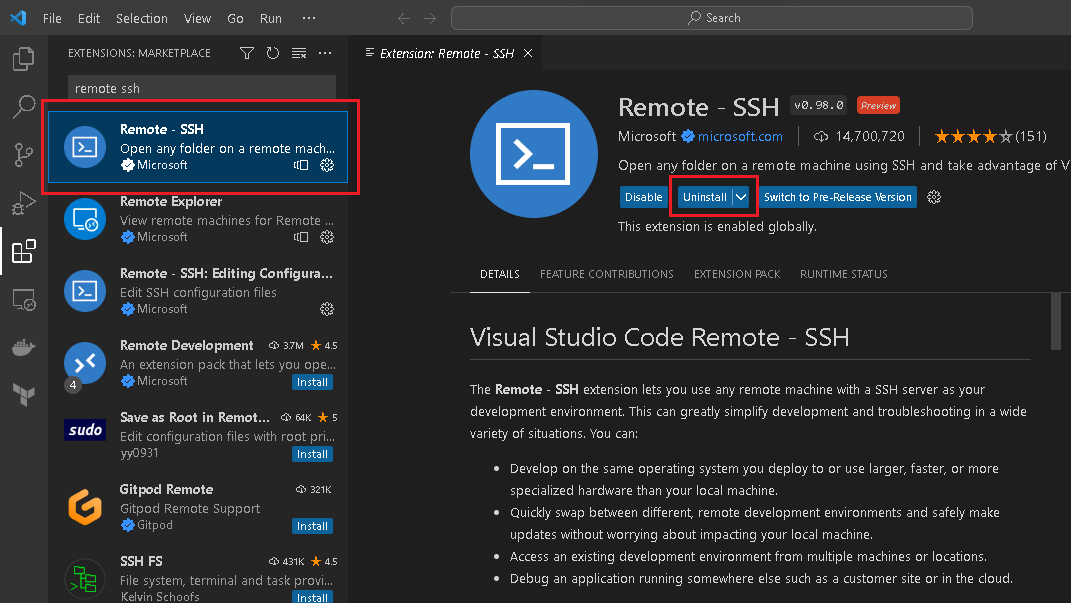 File Edit Selection View Go Run ...
Search
EXTENSIONS: MARKETPLACE
remote ssh
Remote - SSH
Open any folder on a remote mach...
Microsoft
Remote Explorer
View remote machines for Remote ...
Microsoft
Remote - SSH: Editing Configura...
Edit SSH configuration files
Microsoft
Remote Development 3.7M 4.5
An extension pack that lets you ope...
4
Microsoft Install
Save as Root in Remot... 64K 5
sudo
Edit configuration files with root pri...
yy0931 Install
Gitpod Remote 321K
Gitpod Remote Support
Gitpod Install
SSH FS 431K 4.5
File system, terminal and task provi...
Kelvin Schoofs Install
Extension: Remote - SSH
Remote - SSH v0.98.0 Preview
Microsoft microsoft.com 14,700,720 (151)
Open any folder on a remote machine using SSH and take advantage of V
Disable Uninstall Switch to Pre-Release Version
This extension is enabled globally.
DETAILS FEATURE CONTRIBUTIONS EXTENSION PACK RUNTIME STATUS
Visual Studio Code Remote - SSH
The Remote - SSH extension lets you use any remote machine with a SSH server as your
development environment. This can greatly simplify development and troubleshooting in a wide
variety of situations. You can:
• Develop on the same operating system you deploy to or use larger, faster, or more
specialized hardware than your local machine.
• Quickly swap between different, remote development environments and safely make
updates without worrying about impacting your local machine.
• Access an existing development environment from multiple machines or locations.
• Debug an application running somewhere else such as a customer site or in the cloud.